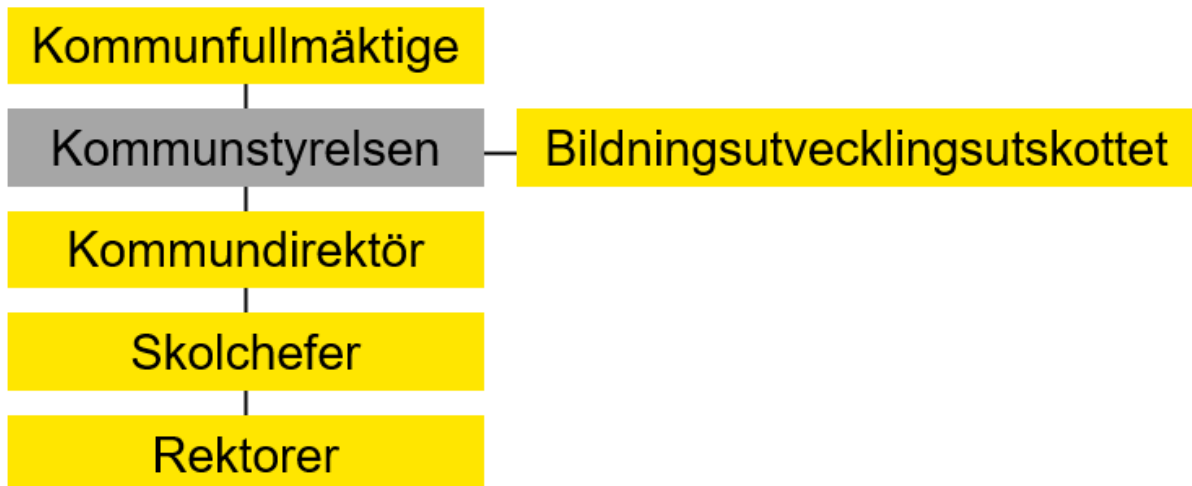 Kommunfullmäktige
Kommunstyrelsen
Bildningsutvecklingsutskottet
Kommundirektör
Skolchefer
Rektorer